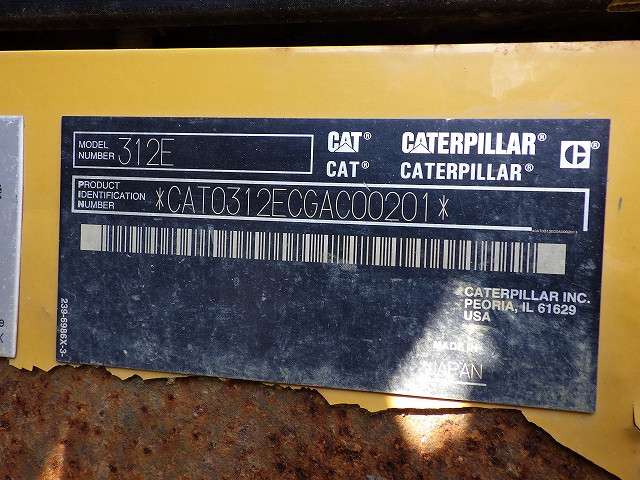 MODEL NUMBER 312E
CAT® CATERPILLAR®
CAT® CATERPILLAR®
PRODUCT IDENTIFICATION NUMBER *CAT0312ECGAC00201*
CATERPILLAR INC.
PEORIA, IL 61629
USA
MADE IN
JAPAN
239-6986X-3-